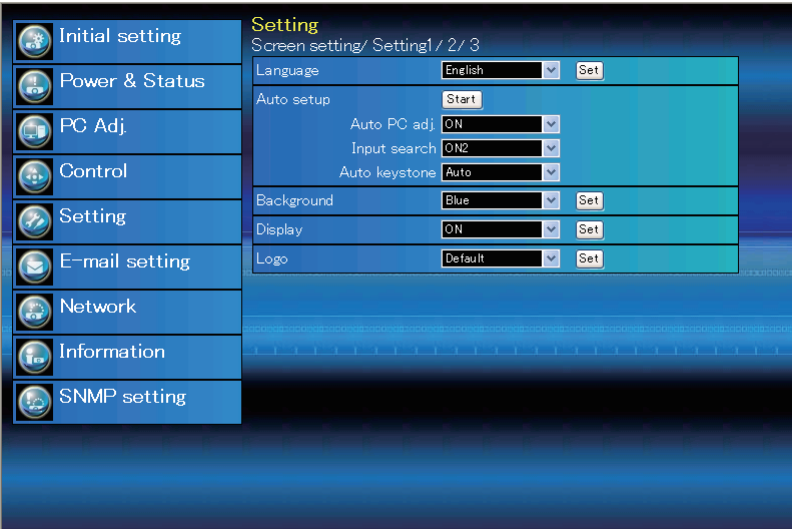 Initial setting
Power & Status
PC Adj.
Control
Setting
E-mail setting
Network
Information
SNMP setting
Setting
Screen setting/ Setting1 / 2/ 3
Language English Set
Auto setup Start
Auto PC adj. ON
Input search ON2
Auto keystone Auto
Background Blue Set
Display ON Set
Logo Default Set